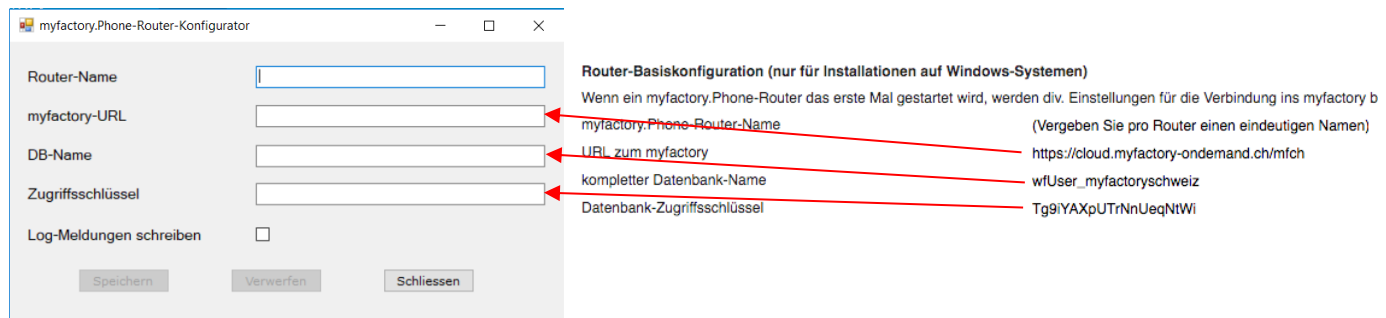 myfactory.Phone-Router-Konfigurator
Router-Name
myfactory-URL
DB-Name
Zugriffsschlüssel
Log-Meldungen schreiben
Speichern Verwerfen Schliessen
Router-Basiskonfiguration (nur für Installationen auf Windows-Systemen)
Wenn ein myfactory.Phone-Router das erste Mal gestartet wird, werden div. Einstellungen für die Verbindung ins myfactory b
myfactory.Phone-Router-Name (Vergeben Sie pro Router einen eindeutigen Namen)
URL zum myfactory https://cloud.myfactory-ondemand.ch/mfch
kompletter Datenbank-Name wfUser_myfactoryschweiz
Datenbank-Zugriffsschlüssel Tg9iYAXpUTrNnUeqNtWi